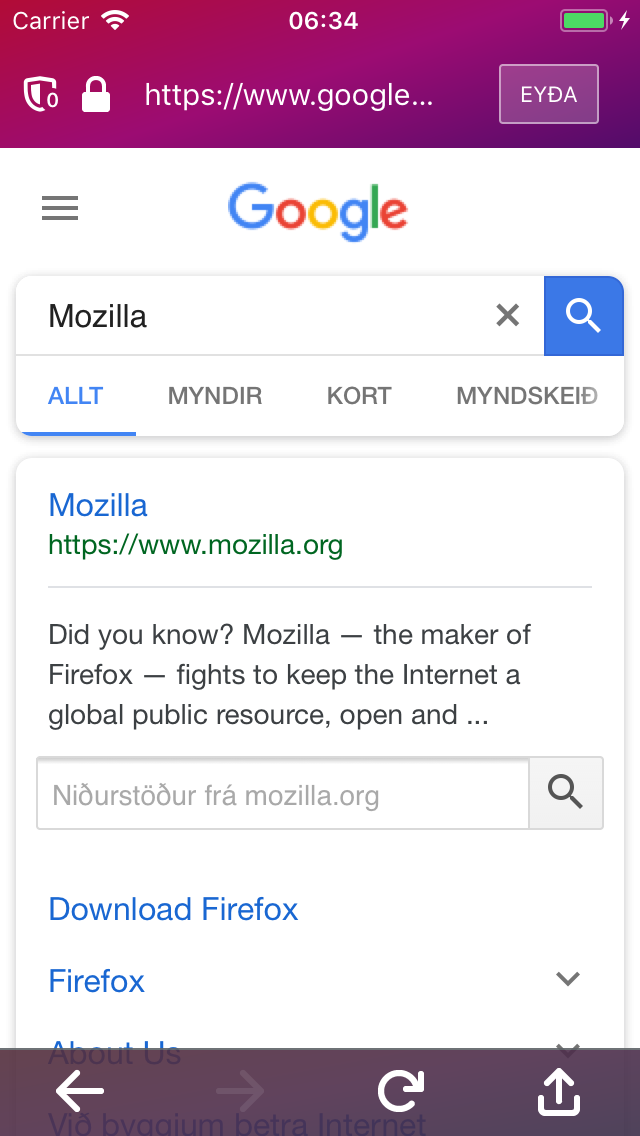 Carrier 06:34
0 https://www.google... EYÐA
Google
Mozilla
ALLT MYNDIR KORT MYNDSKEIÐ
Mozilla
https://www.mozilla.org
Did you know? Mozilla — the maker of
Firefox — fights to keep the Internet a
global public resource, open and ...
Niðurstöður frá mozilla.org
Download Firefox
Firefox
About Us
Við byggjum betra Internet